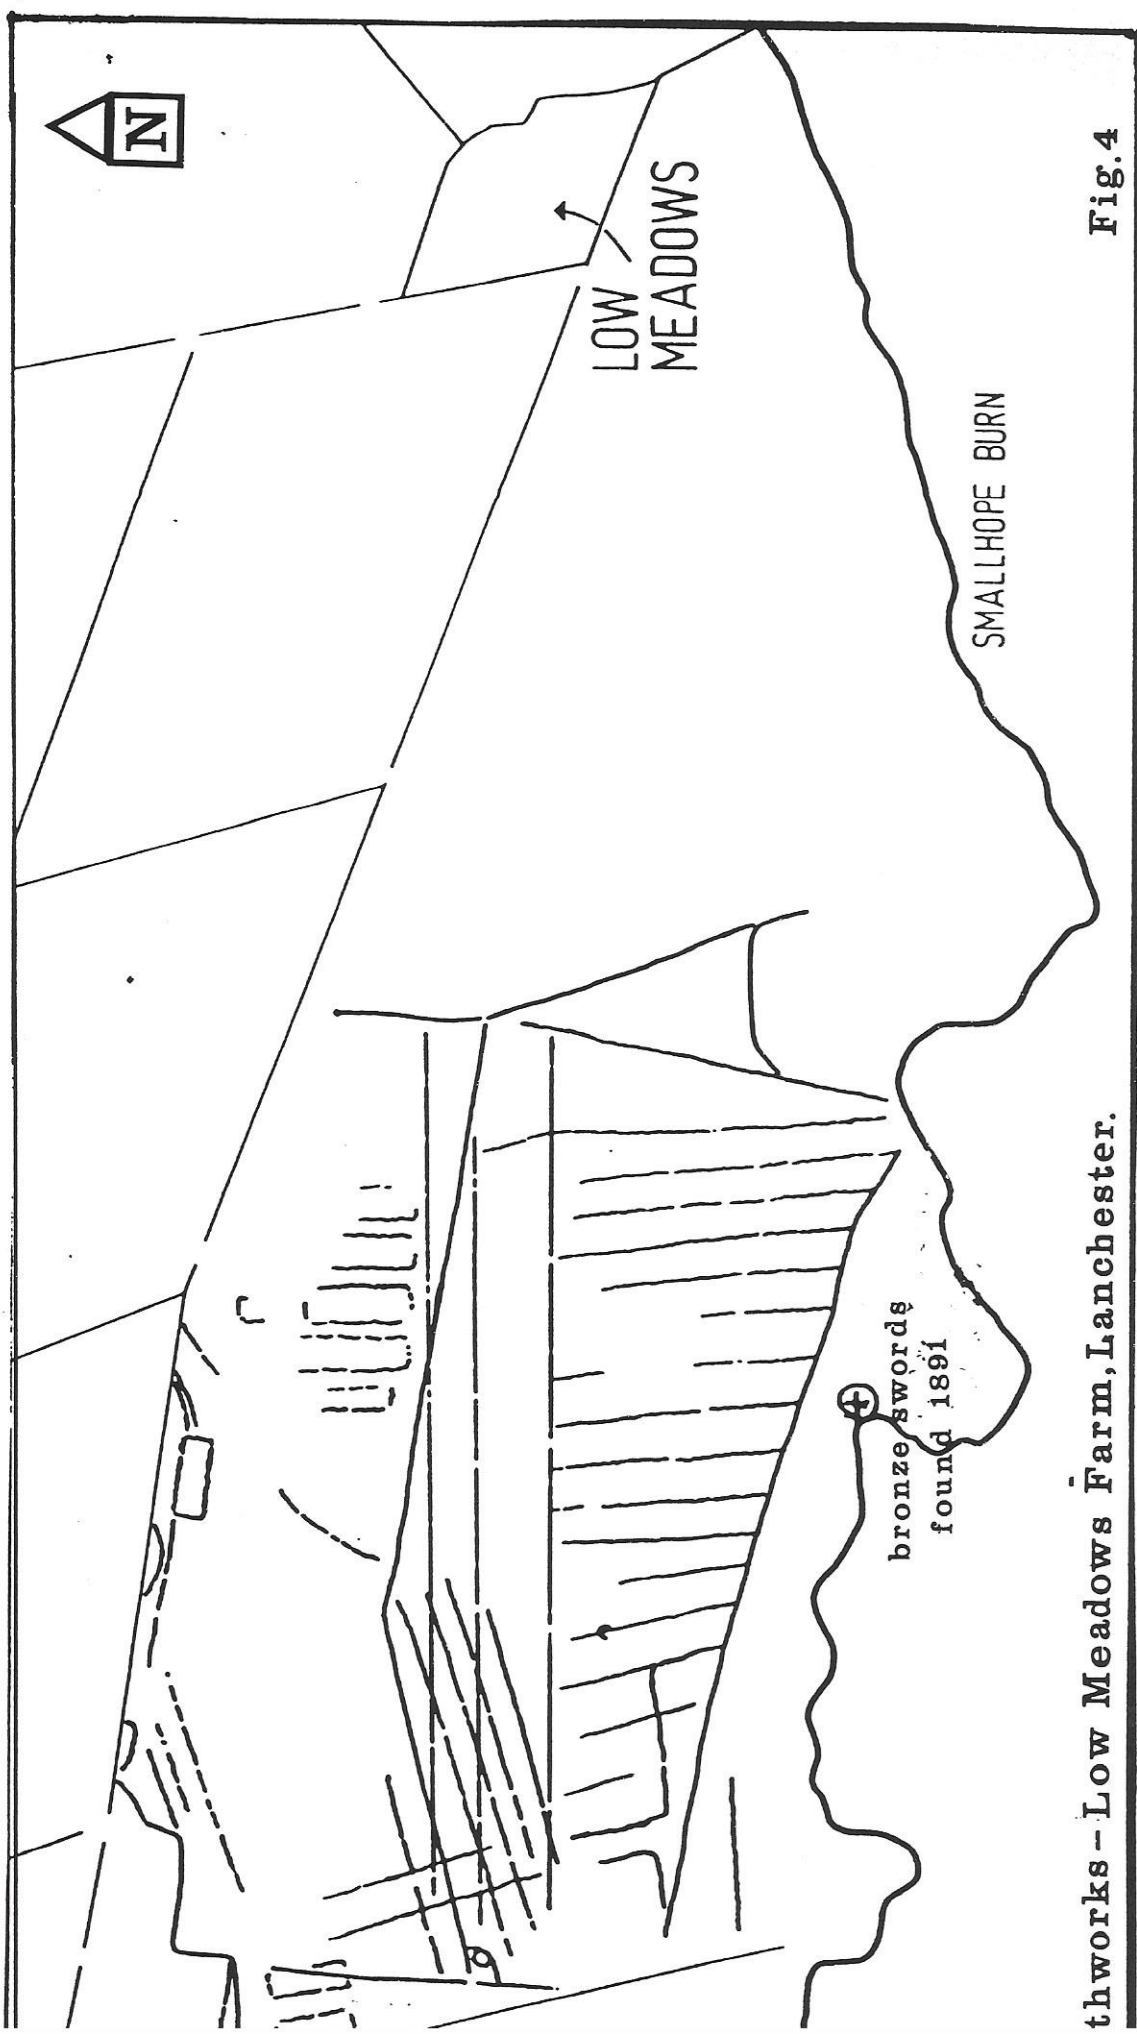 N
LOW
MEADOWS
SMALLHOPE BURN
bronze swords
found 1891
thworks-Low Meadows Farm, Lanchester.
Fig.4